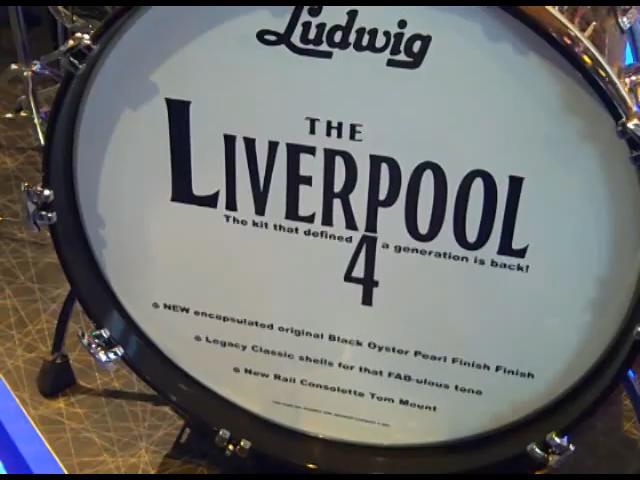 Ludwig
THE
LIVERPOOL
The kit that defined a generation is back!
4
NEW encapsulated original Black Oyster Pearl Finish Finish
Legacy Classic shells for that FAB-ulous tone
New Rail Consolette Tom Mount